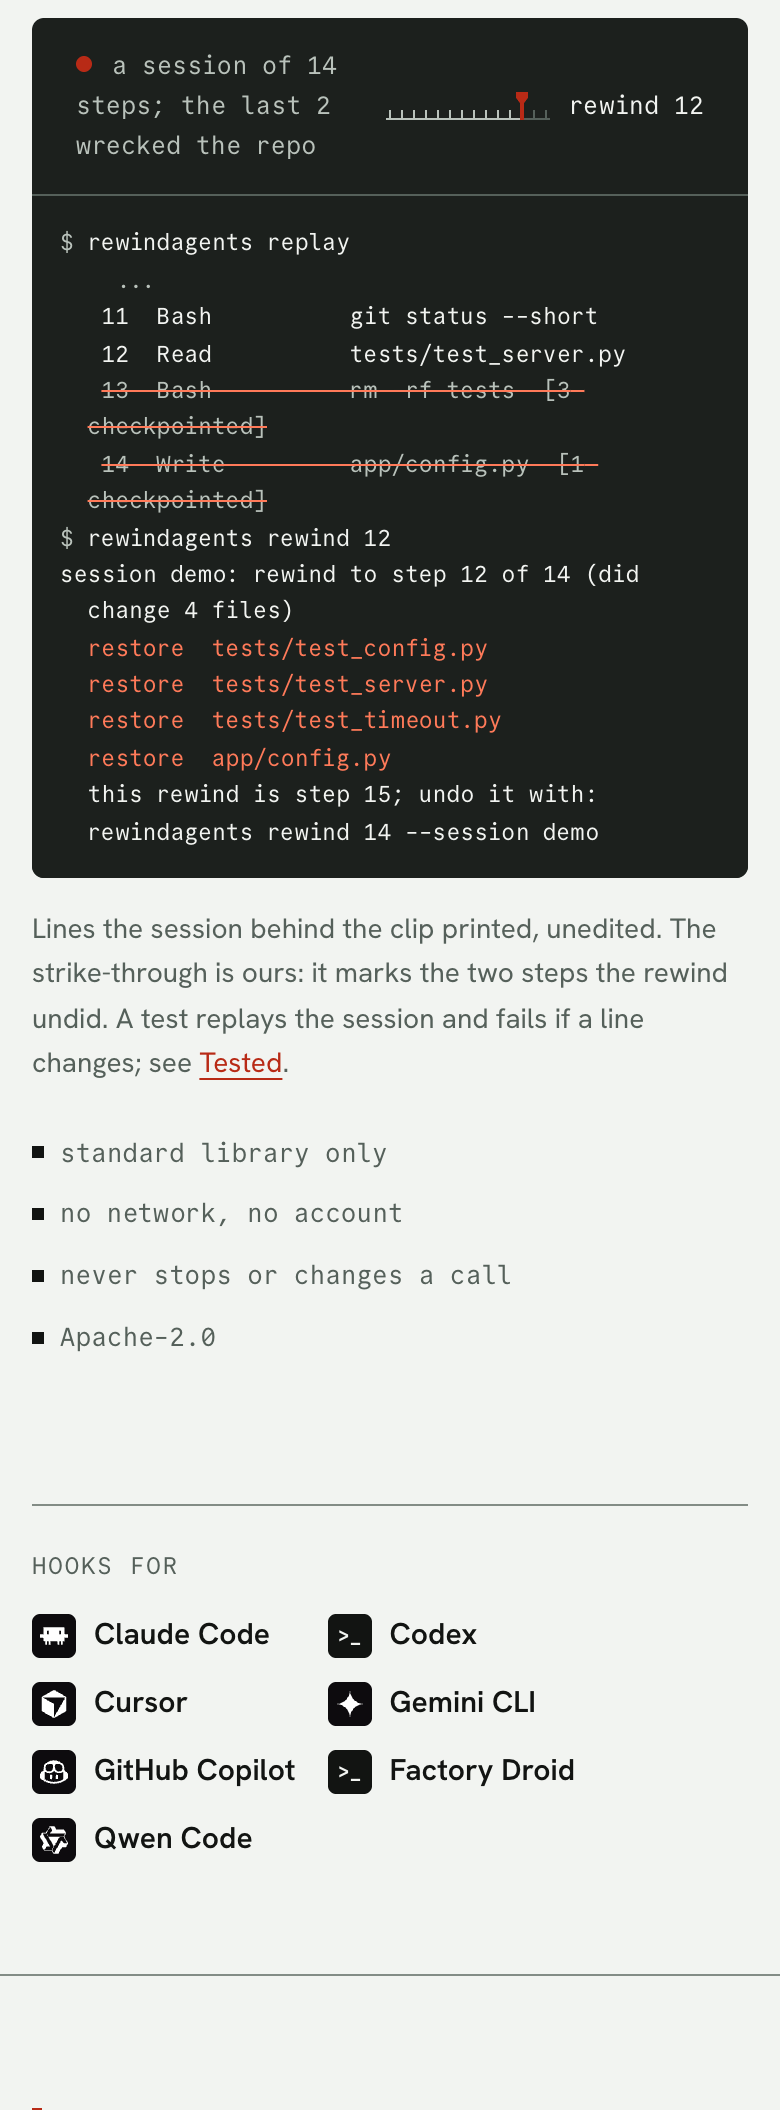 a session of 14
steps; the last 2
wrecked the repo
rewind 12
$ rewindagents replay
...
11  Bash          git status --short
12  Read          tests/test_server.py
13  Bash          rm -rf tests  [3
checkpointed]
14  Write         app/config.py  [1
checkpointed]
$ rewindagents rewind 12
session demo: rewind to step 12 of 14 (did
change 4 files)
restore  tests/test_config.py
restore  tests/test_server.py
restore  tests/test_timeout.py
restore  app/config.py
this rewind is step 15; undo it with:
rewindagents rewind 14 --session demo
Lines the session behind the clip printed, unedited. The
strike-through is ours: it marks the two steps the rewind
undid. A test replays the session and fails if a line
changes; see Tested.
standard library only
no network, no account
never stops or changes a call
Apache-2.0
HOOKS FOR
Claude Code
>_ Codex
Cursor
Gemini CLI
GitHub Copilot
>_ Factory Droid
Qwen Code